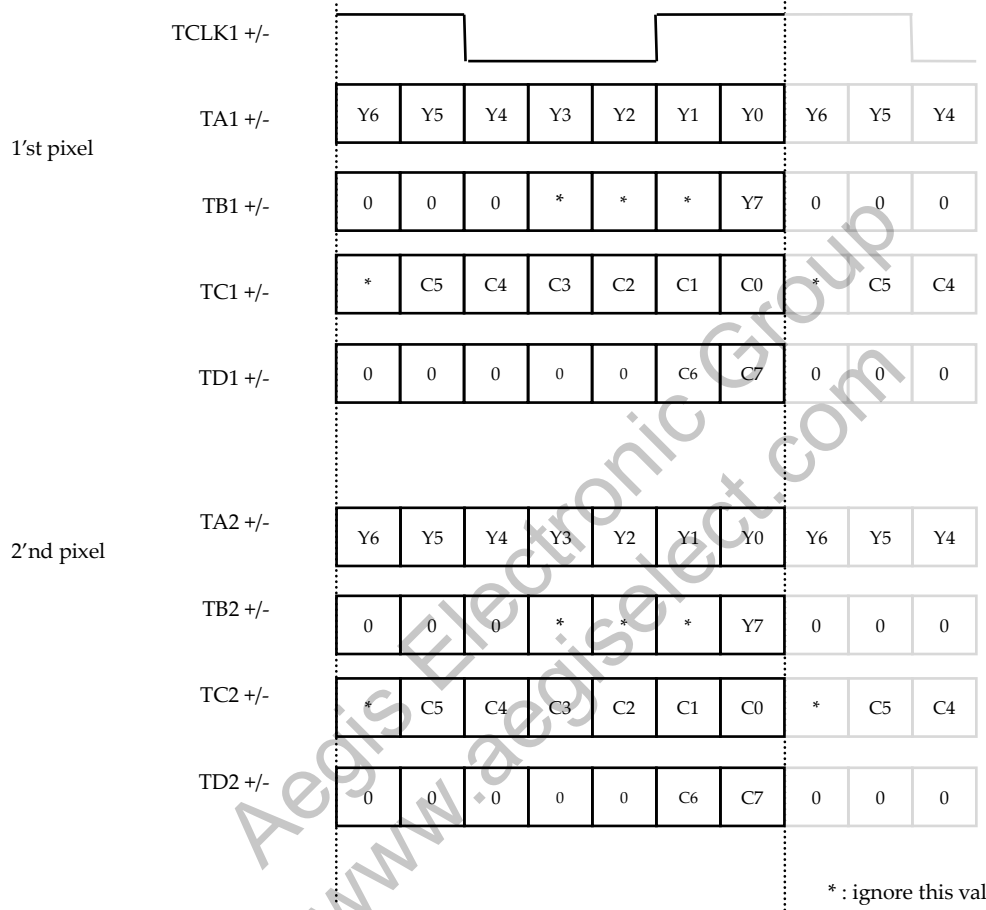 TCLK1 +/-
1’st pixel
TA1 +/- Y6 Y5 Y4 Y3 Y2 Y1 Y0 Y6 Y5 Y4
TB1 +/- 0 0 0 * * * Y7 0 0 0
TC1 +/- * C5 C4 C3 C2 C1 C0 * C5 C4
TD1 +/- 0 0 0 0 0 C6 C7 0 0 0
2’nd pixel
TA2 +/- Y6 Y5 Y4 Y3 Y2 Y1 Y0 Y6 Y5 Y4
TB2 +/- 0 0 0 * * * Y7 0 0 0
TC2 +/- * C5 C4 C3 C2 C1 C0 * C5 C4
TD2 +/- 0 0 0 0 0 C6 C7 0 0 0
* : ignore this val
Aegis Electronic Group
www.aegiselect.com